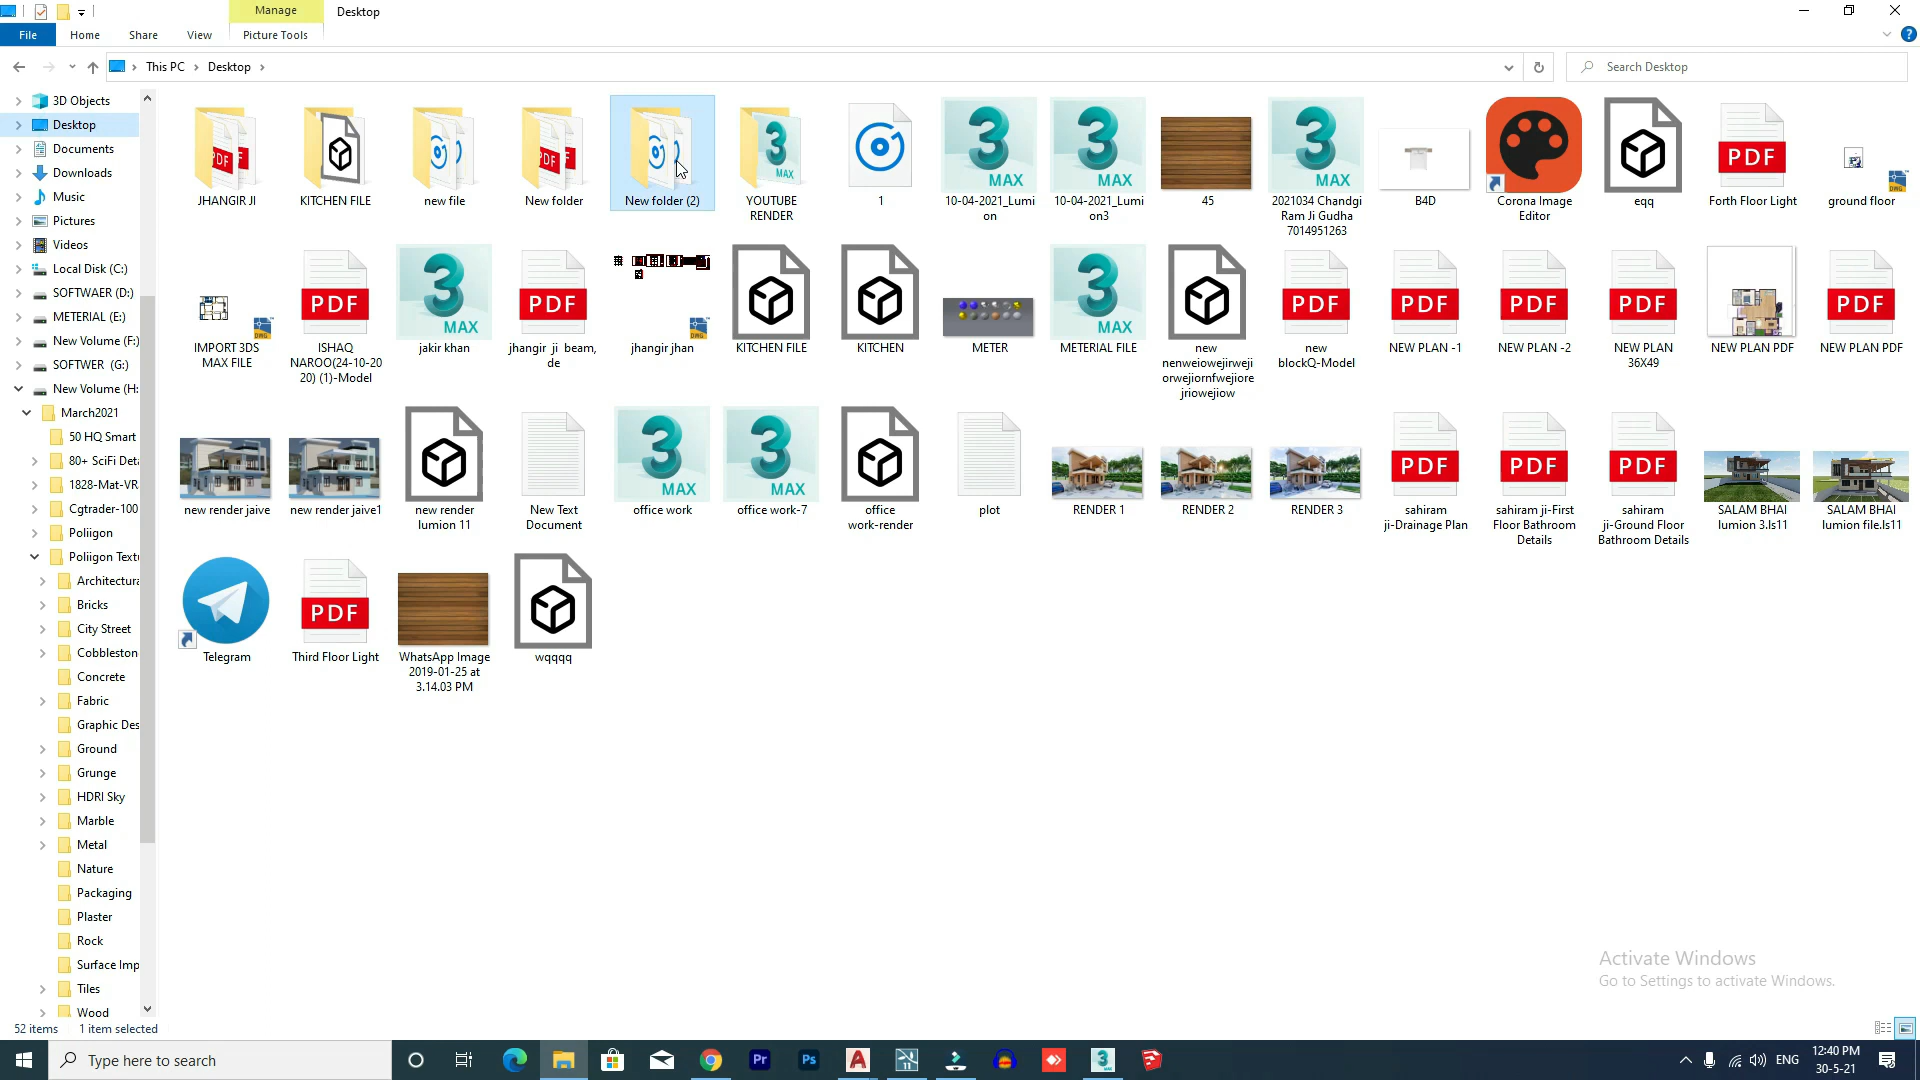 Manage
Desktop
File
Home
Share
View
Picture Tools
This PC
Desktop
Search Desktop
3D Objects
Desktop
Documents
Downloads
Music
Pictures
Videos
Local Disk (C:)
SOFTWAER (D:)
METERIAL (E:)
New Volume (F:)
SOFTWER (G:)
New Volume (H:
March2021
50 HQ Smart
80+ SciFi Deta
1828-Mat-VR
Cgtrader-100
Poliigon
Poliigon Textu
Architectura
Bricks
City Street
Cobbleston
Concrete
Fabric
Graphic Des
Ground
Grunge
HDRI Sky
Marble
Metal
Nature
Packaging
Plaster
Rock
Surface Imp
Tiles
Wood
JHANGIR JI
KITCHEN FILE
new file
New folder
New folder (2)
YOUTUBE
RENDER
1
10-04-2021_Lumi
on
10-04-2021_Lumi
on3
45
2021034 Chandgi
Ram Ji Gudha
7014951263
B4D
Corona Image
Editor
eqq
Forth Floor Light
ground floor
IMPORT 3DS
MAX FILE
ISHAQ
NAROO(24-10-20
20) (1)-Model
jakir khan
jhangir ji beam,
de
jhangir jhan
KITCHEN FILE
KITCHEN
METER
METERIAL FILE
new
nenweiowejirweji
orwejiornfwejiore
jriowejiow
new
blockQ-Model
NEW PLAN -1
NEW PLAN -2
NEW PLAN
36X49
NEW PLAN PDF
NEW PLAN PDF
new render jaive
new render jaive1
new render
lumion 11
New Text
Document
office work
office work-7
office
work-render
plot
RENDER 1
RENDER 2
RENDER 3
sahiram
ji-Drainage Plan
sahiram ji-First
Floor Bathroom
Details
sahiram
ji-Ground Floor
Bathroom Details
SALAM BHAI
lumion 3.ls11
SALAM BHAI
lumion file.ls11
Telegram
Third Floor Light
WhatsApp Image
2019-01-25 at
3.14.03 PM
wqqqq
Activate Windows
Go to Settings to activate Windows.
52 items
1 item selected
Type here to search
ENG
12:40 PM
30-5-21